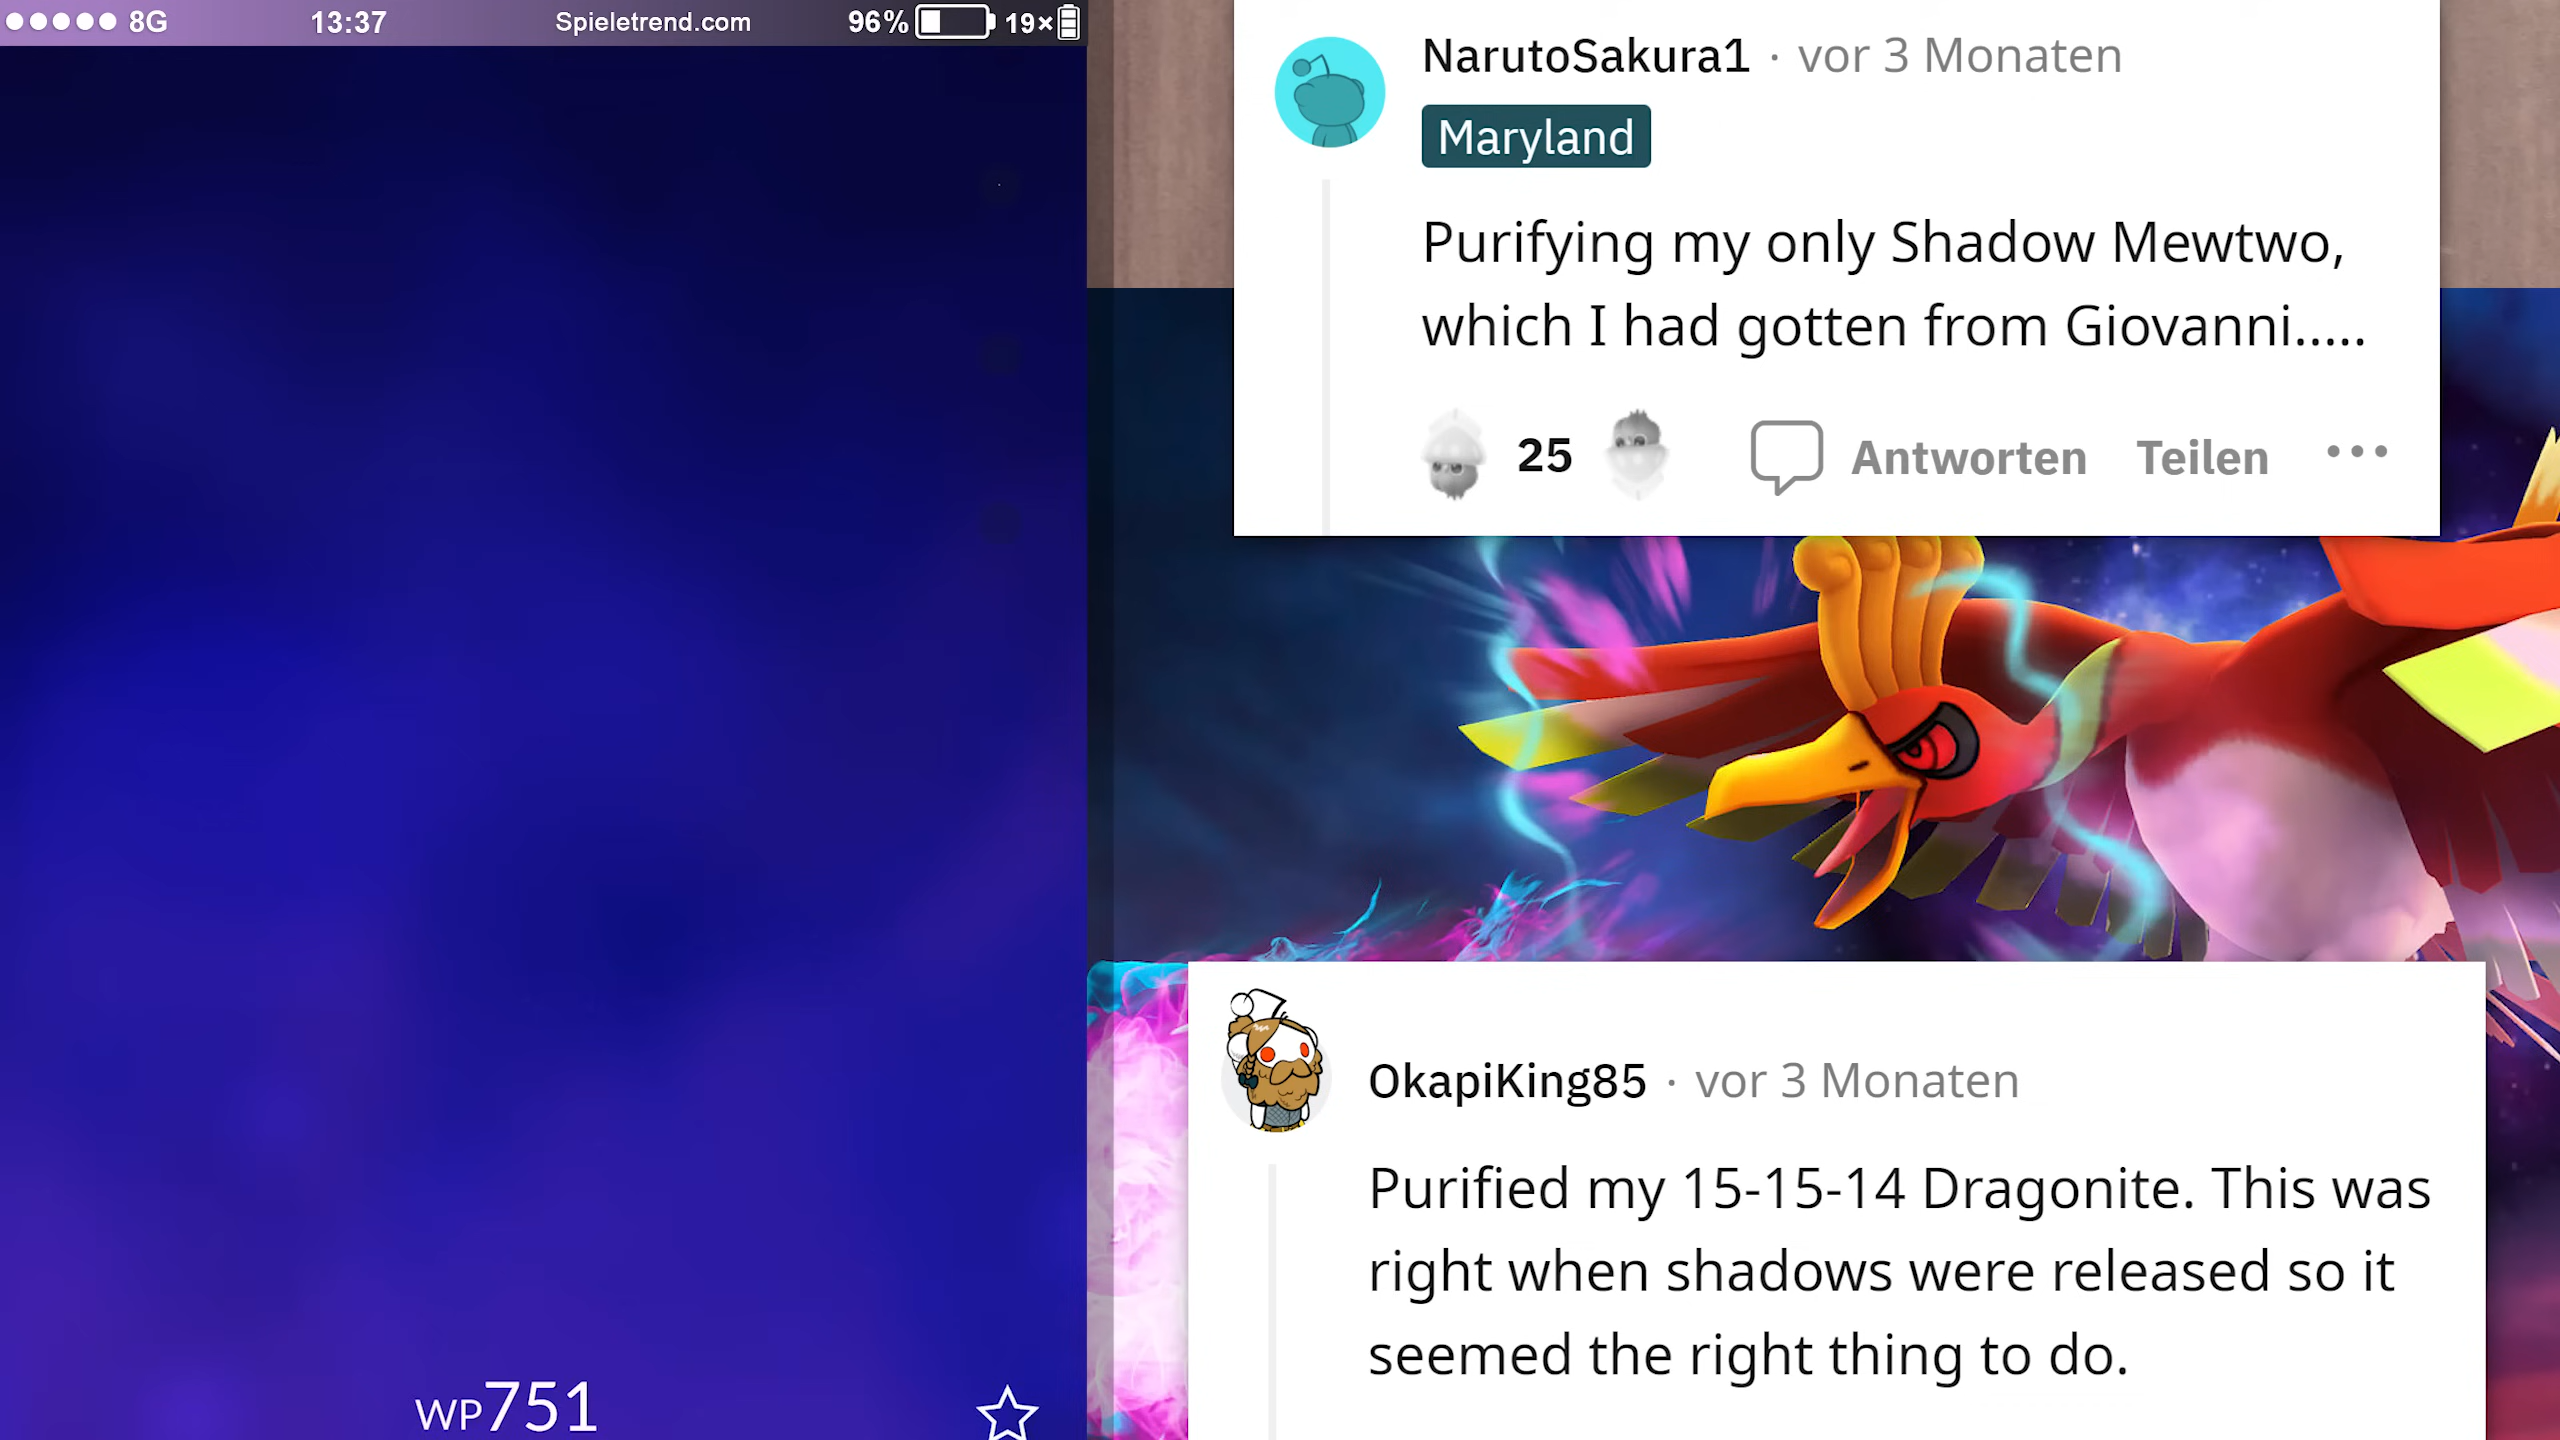 8G 13:37 Spieletrend.com 96% 19×
WP751
NarutoSakura1 · vor 3 Monaten
Maryland
Purifying my only Shadow Mewtwo,
which I had gotten from Giovanni.....
25 Antworten Teilen ...
OkapiKing85 · vor 3 Monaten
Purified my 15-15-14 Dragonite. This was
right when shadows were released so it
seemed the right thing to do.